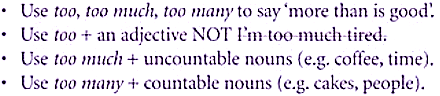 • Use too, too much, too many to say 'more than is good'.
• Use too + an adjective NOT I'm too much tired.
• Use too much + uncountable nouns (e.g. coffee, time).
• Use too many + countable nouns (e.g. cakes, people).